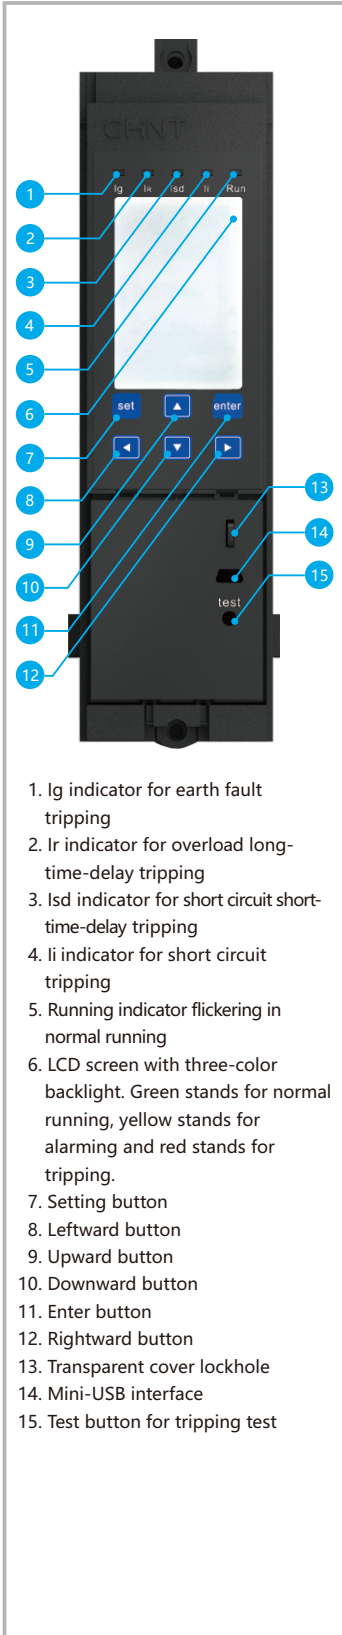 CHNT
Ig IR Isd Ii Run
1
2
3
4
5
6
set enter
7
8
13
9
14
10
15
test
11
12
1. Ig indicator for earth fault
tripping
2. Ir indicator for overload long-
time-delay tripping
3. Isd indicator for short circuit short-
time-delay tripping
4. Ii indicator for short circuit
tripping
5. Running indicator flickering in
normal running
6. LCD screen with three-color
backlight. Green stands for normal
running, yellow stands for
alarming and red stands for
tripping.
7. Setting button
8. Leftward button
9. Upward button
10. Downward button
11. Enter button
12. Rightward button
13. Transparent cover lockhole
14. Mini-USB interface
15. Test button for tripping test